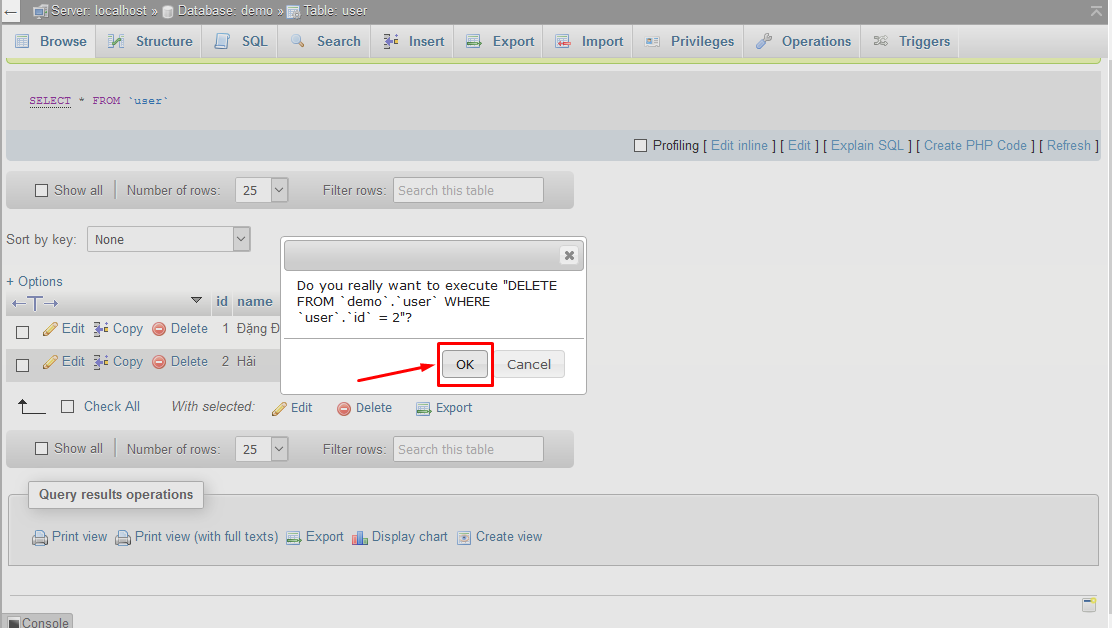 Server: localhost » Database: demo » Table: user
Browse Structure SQL Search Insert Export Import Privileges Operations Triggers
SELECT * FROM `user`
Profiling [ Edit inline ] [ Edit ] [ Explain SQL ] [ Create PHP Code ] [ Refresh ]
Show all Number of rows: 25 Filter rows: Search this table
Sort by key: None
+ Options
←T→ id name
Edit Copy Delete 1 Đặng Đ
Edit Copy Delete 2 Hải
Do you really want to execute "DELETE
FROM `demo`.`user` WHERE
`user`.`id` = 2"?
OK Cancel
Check All With selected: Edit Delete Export
Show all Number of rows: 25 Filter rows: Search this table
Query results operations
Print view Print view (with full texts) Export Display chart Create view
Console